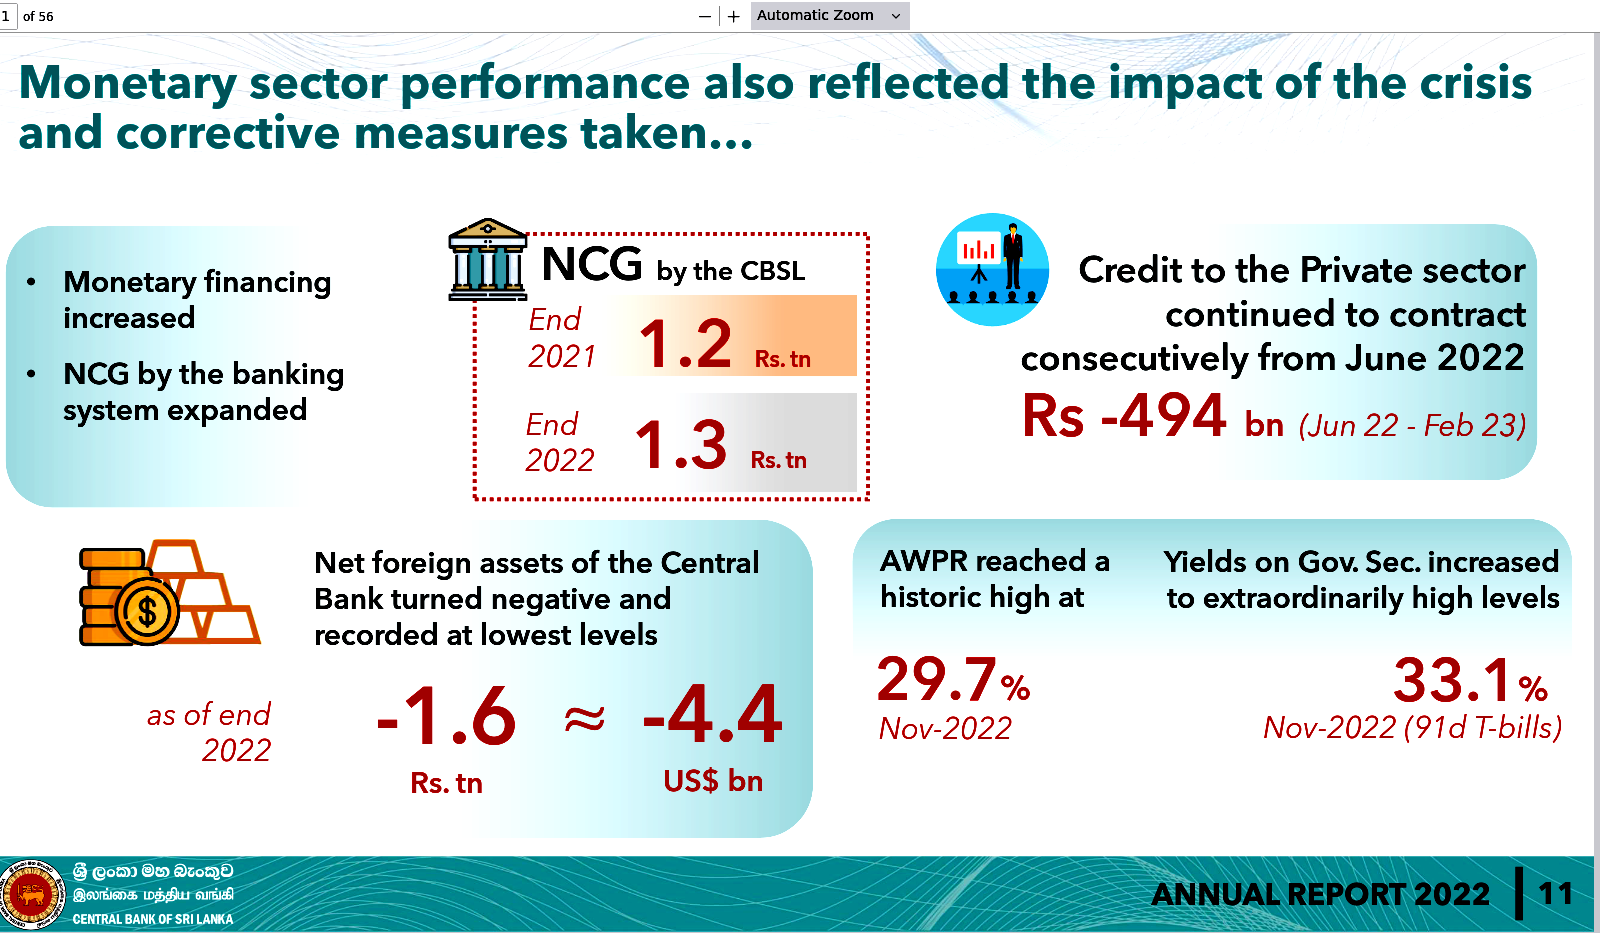 1 of 56
Automatic Zoom
Monetary sector performance also reflected the impact of the crisis
and corrective measures taken...
• Monetary financing
increased
• NCG by the banking
system expanded
NCG by the CBSL
End
2021
1.2 Rs. tn
End
2022
1.3 Rs. tn
Credit to the Private sector
continued to contract
consecutively from June 2022
Rs -494 bn (Jun 22 - Feb 23)
Net foreign assets of the Central
Bank turned negative and
recorded at lowest levels
as of end
2022
-1.6 ≈ -4.4
Rs. tn US$ bn
AWPR reached a
historic high at
29.7%
Nov-2022
Yields on Gov. Sec. increased
to extraordinarily high levels
33.1%
Nov-2022 (91d T-bills)
ශ්‍රී ලංකා මහ බැංකුව
இலங்கை மத்திய வங்கி
CENTRAL BANK OF SRI LANKA
ANNUAL REPORT 2022 11